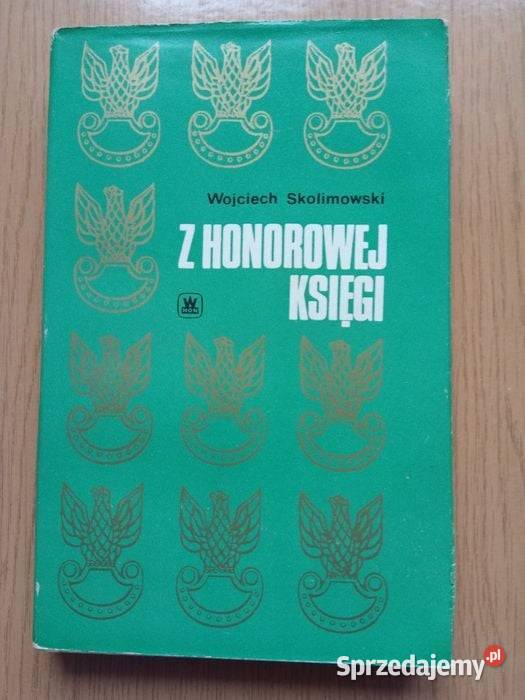 Wojciech Skolimowski
Z HONOROWEJ
KSIĘGI
W
MON
Sprzedajemy.pl